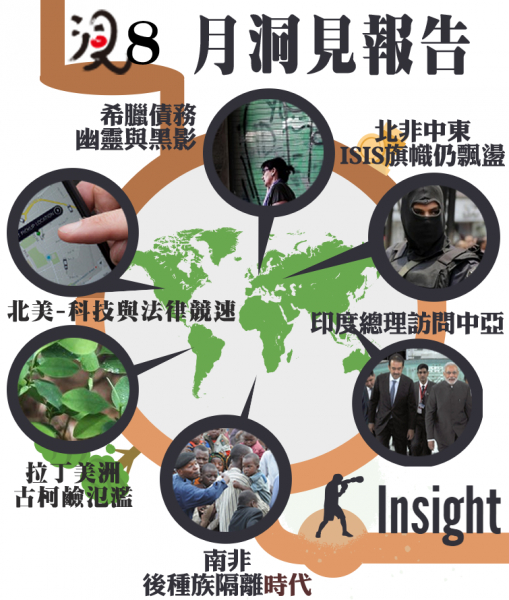 8 月洞見報告
希臘債務
幽靈與黑影
北非中東
ISIS旗幟仍飄盪
北美-科技與法律競速
印度總理訪問中亞
拉丁美洲
古柯鹼氾濫
南非
後種族隔離時代
Insight